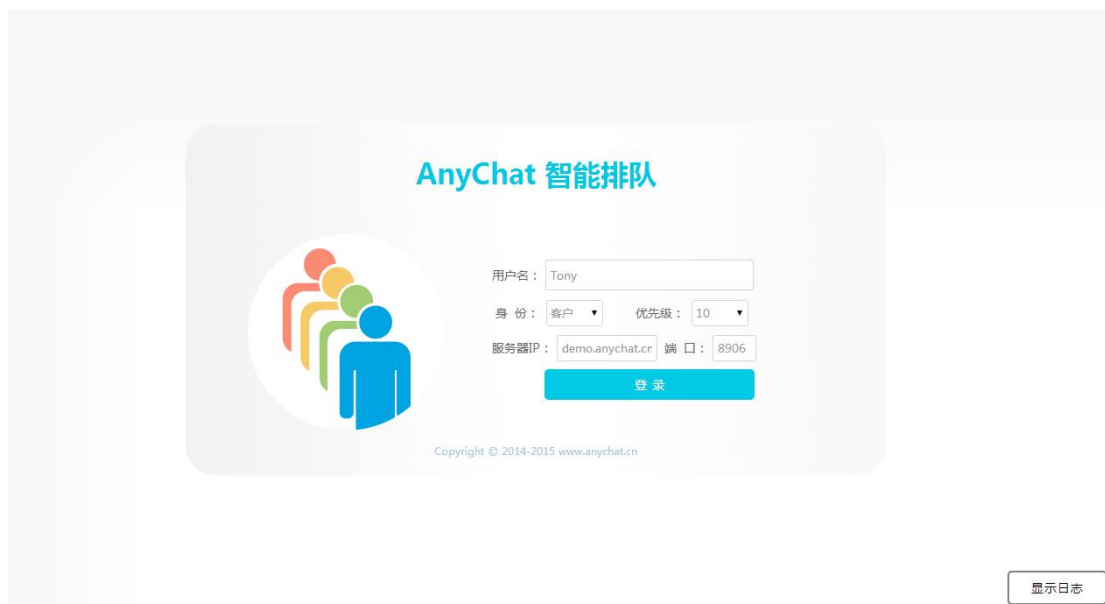 AnyChat 智能排队
用户名： Tony
身 份： 客户 优先级： 10
服务器IP： demo.anychat.cr 端 口： 8906
登 录
Copyright © 2014-2015 www.anychat.cn
显示日志